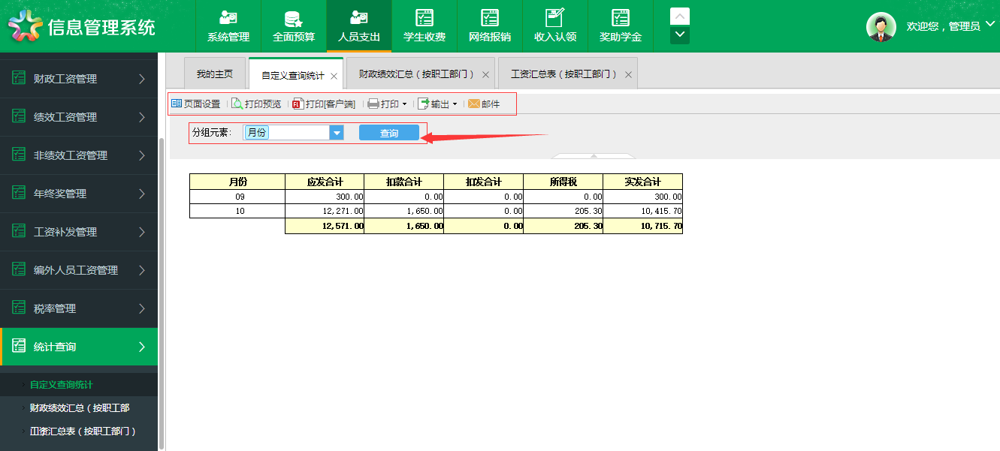 信息管理系统
系统管理 全面预算 人员支出 学生收费 网络报销 收入认领 奖助学金
欢迎您，管理员
财政工资管理
绩效工资管理
非绩效工资管理
年终奖管理
工资补发管理
编外人员工资管理
税率管理
统计查询
自定义查询统计
财政绩效汇总（按职工部
工资汇总表（按职工部门）
我的主页 自定义查询统计 财政绩效汇总（按职工部门） 工资汇总表（按职工部门）
页面设置 打印预览 打印[客户端] 打印 输出 邮件
分组元素： 月份 查询
月份 应发合计 扣款合计 扣发合计 所得税 实发合计
09 300.00 0.00 0.00 0.00 300.00
10 12,271.00 1,650.00 0.00 205.30 10,415.70
12,571.00 1,650.00 0.00 205.30 10,715.70